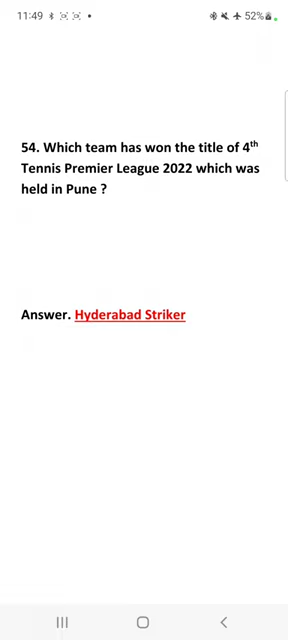 11:49 52%
54. Which team has won the title of 4th
Tennis Premier League 2022 which was
held in Pune ?
Answer. Hyderabad Striker